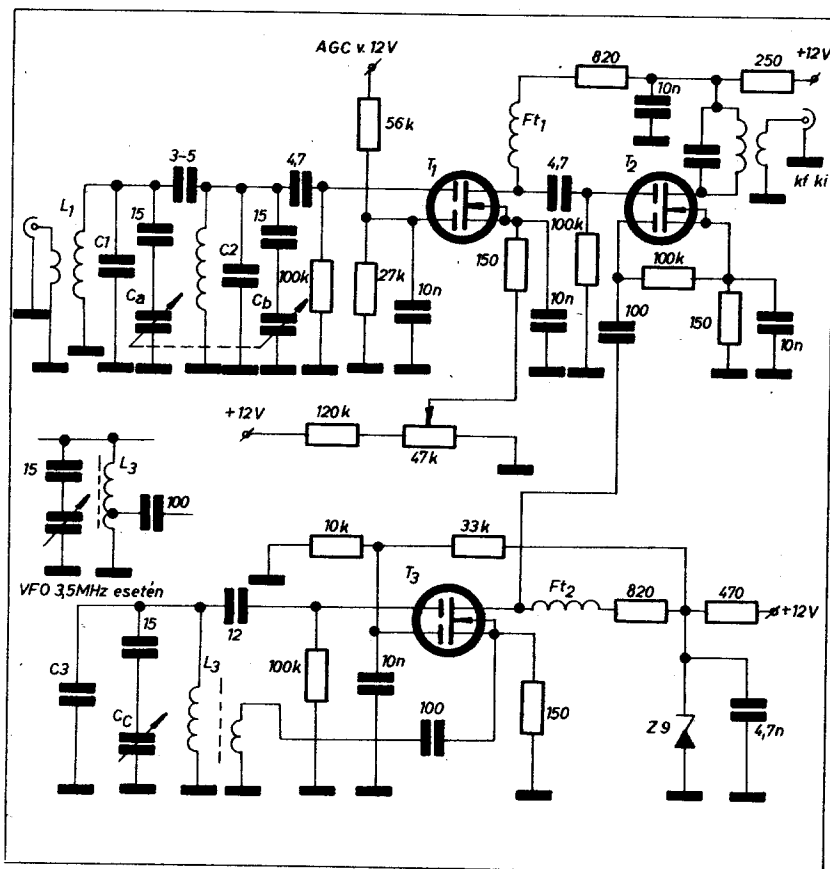 AGC v. 12V
820
250
+12V
10n
56k
Ft1
3-5
4,7
T1
4,7
T2
kf ki
L1
15
15
C1
C2
100k
100k
Ca
Cb
100k
27k
10n
150
10n
100
150
10n
+12V
120k
47k
15
L3
100
10k
33k
VFO 3,5MHz esetén
T3
Ft2
820
470
+12V
15
12
C3
L3
100k
10n
100
150
Cc
Z9
4,7n